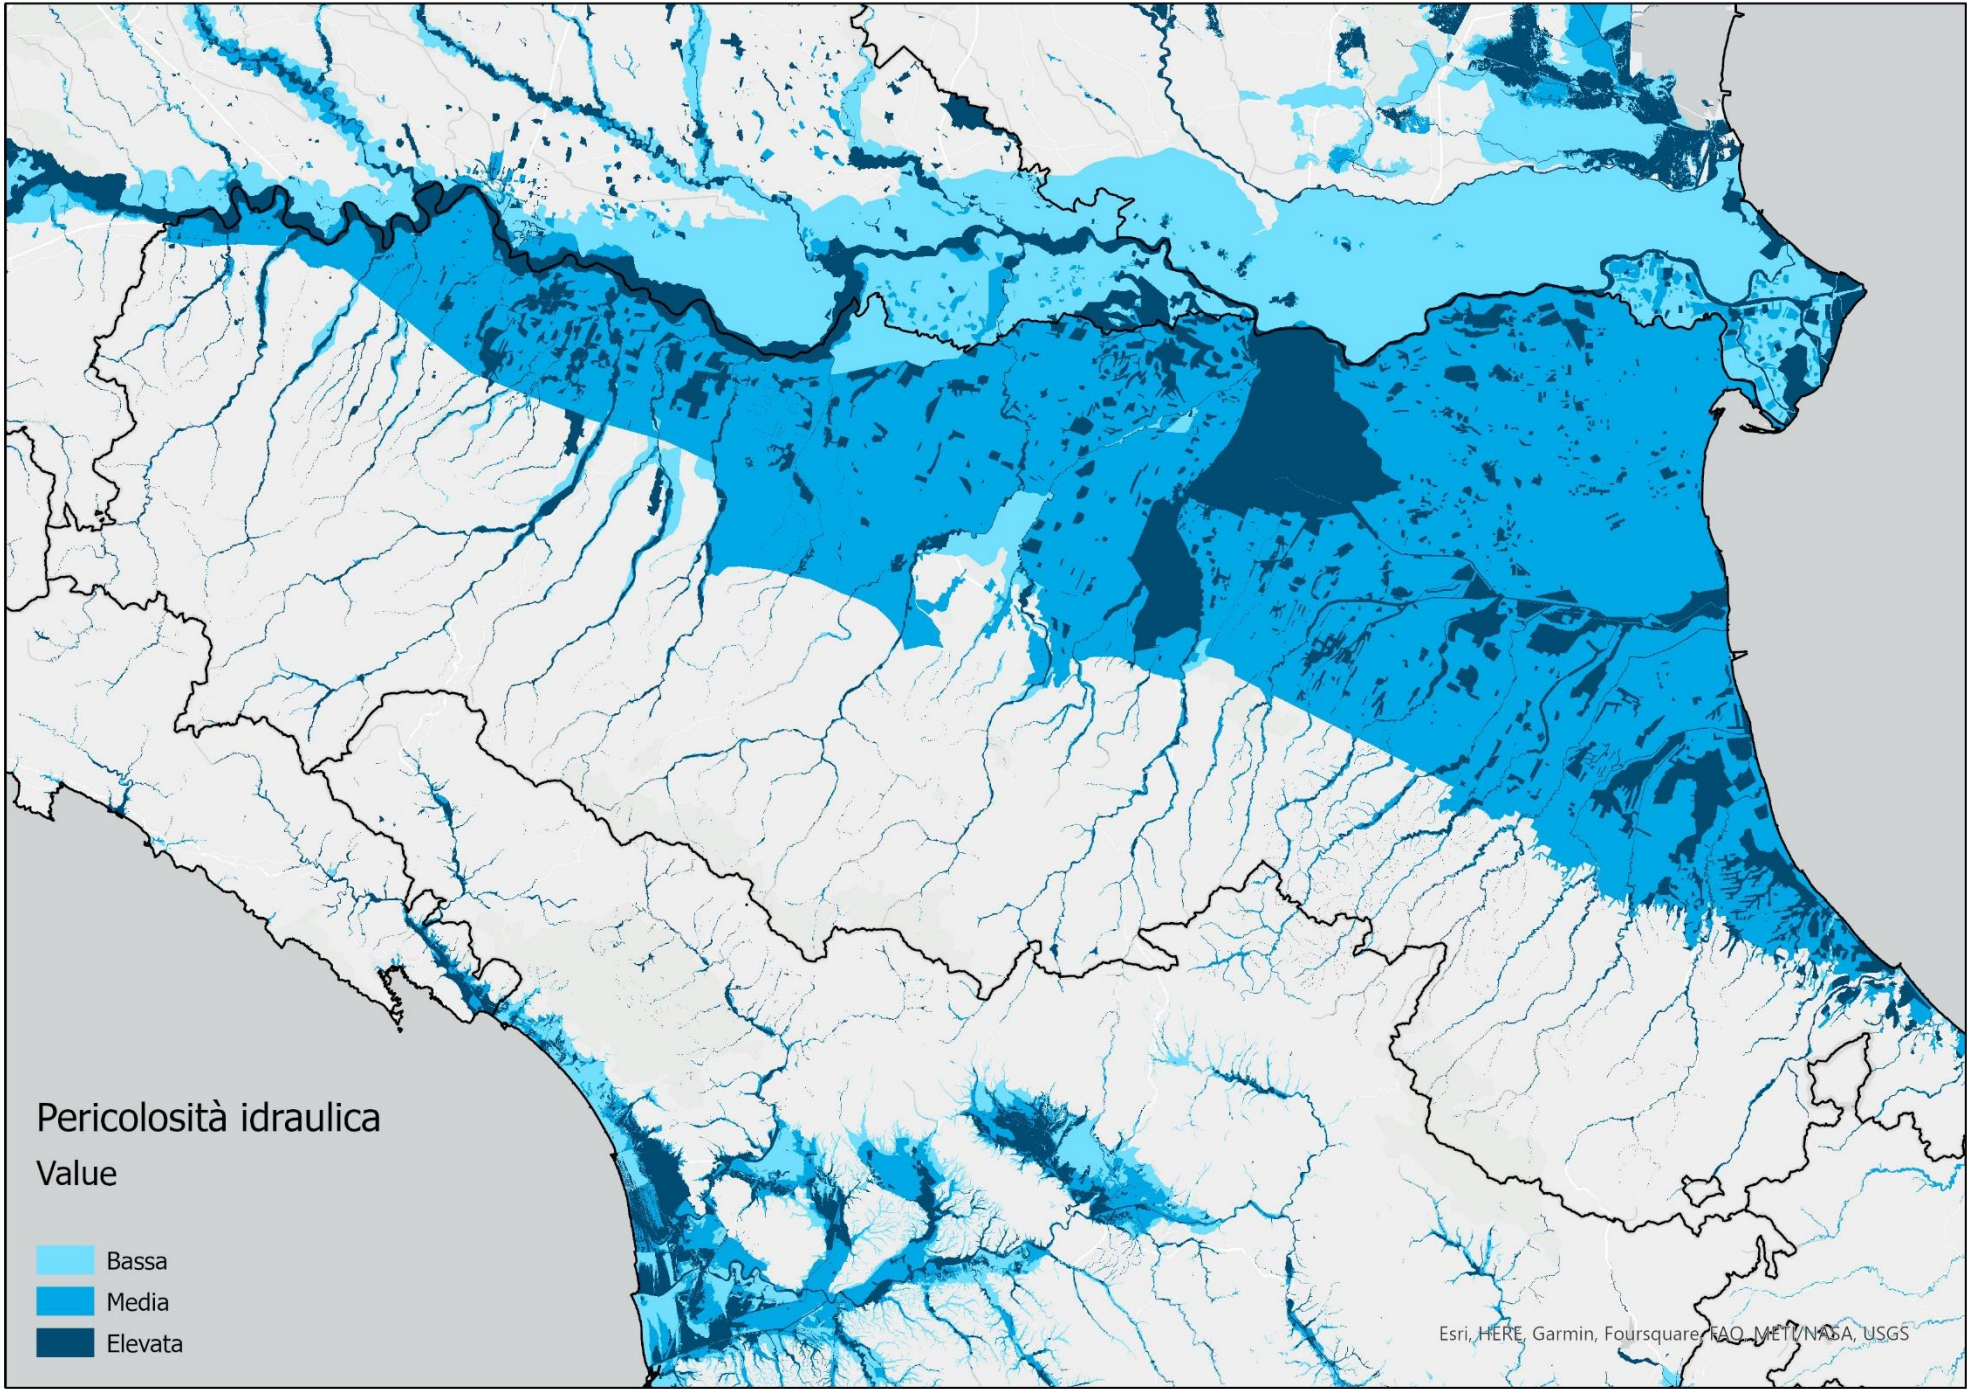 Pericolosità idraulica
Value
Bassa
Media
Elevata
Esri, HERE, Garmin, Foursquare, FAO, METI/NASA, USGS